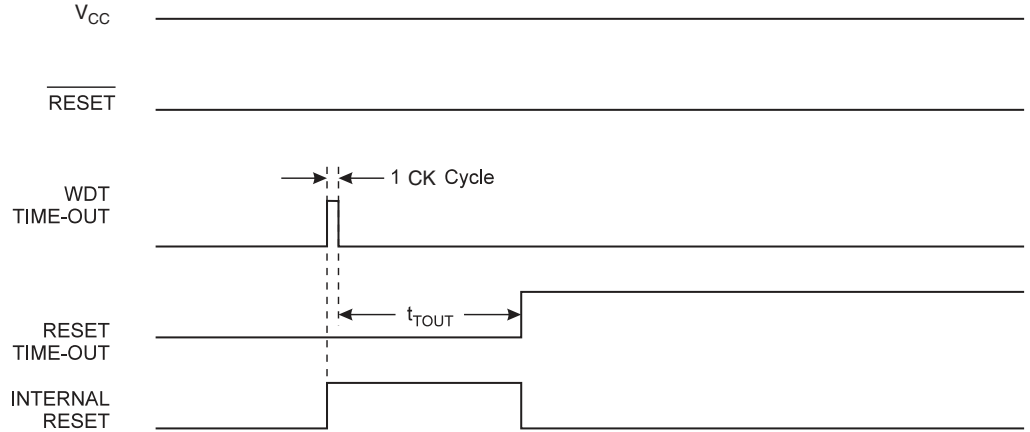 VCC
RESET
WDT
TIME-OUT
1 CK Cycle
RESET
TIME-OUT
tTOUT
INTERNAL
RESET